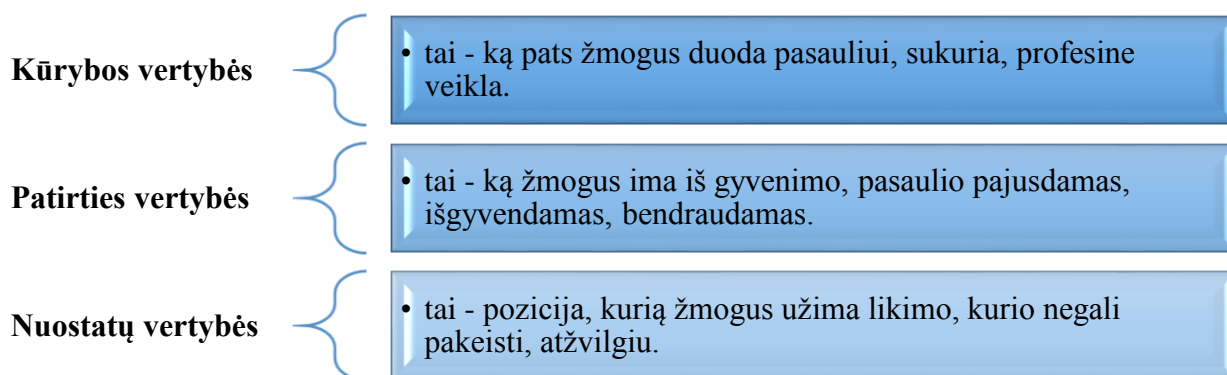 Kūrybos vertybės
• tai - ką pats žmogus duoda pasauliui, sukuria, profesine
veikla.
Patirties vertybės
• tai - ką žmogus ima iš gyvenimo, pasaulio pajusdamas,
išgyvendamas, bendraudamas.
Nuostatų vertybės
• tai - pozicija, kurią žmogus užima likimo, kurio negali
pakeisti, atžvilgiu.